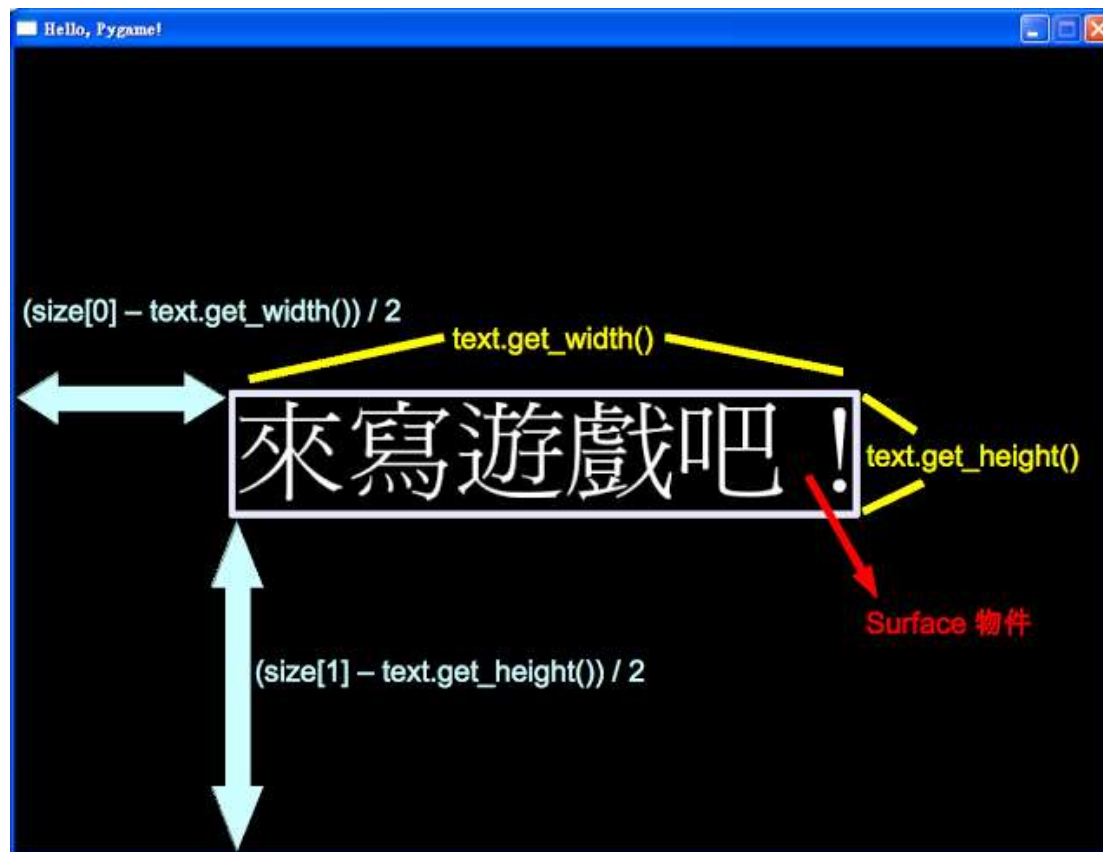 Hello, Pygame!
(size[0] – text.get_width()) / 2
text.get_width()
來寫遊戲吧！
text.get_height()
Surface 物件
(size[1] – text.get_height()) / 2